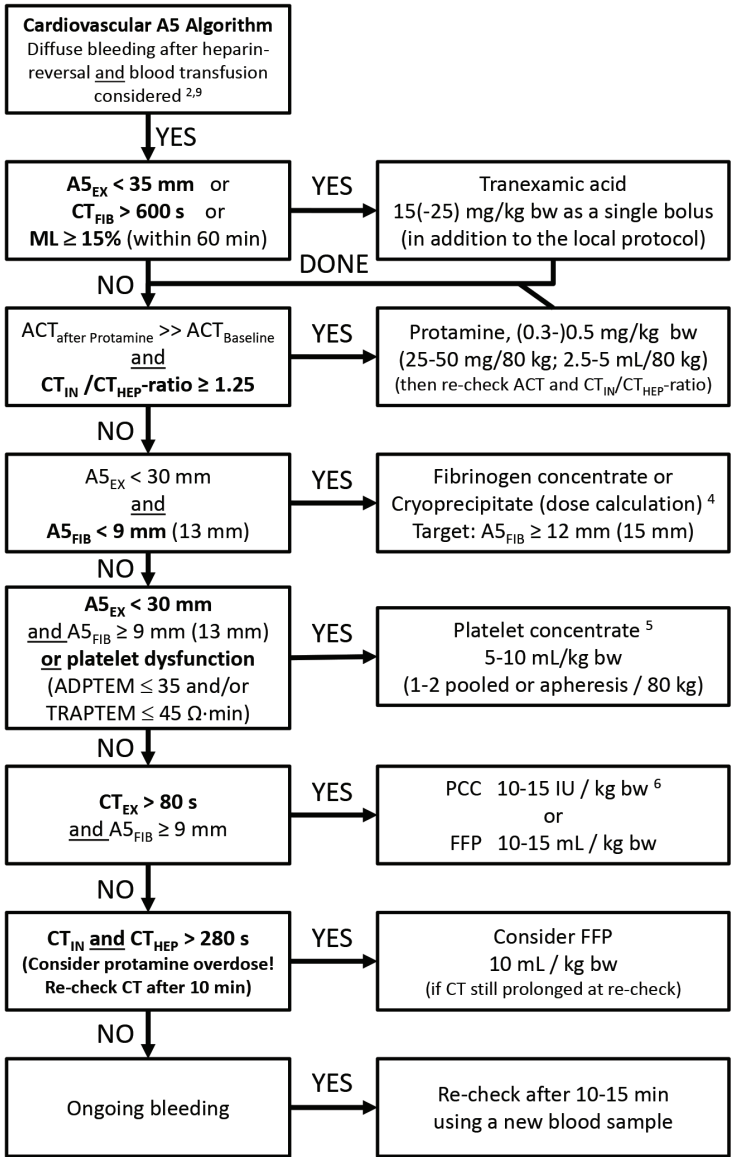 Cardiovascular A5 Algorithm
Diffuse bleeding after heparin-
reversal and blood transfusion
considered 2,9
YES
A5EX < 35 mm or
CTFIB > 600 s or
ML ≥ 15% (within 60 min)
YES
Tranexamic acid
15(-25) mg/kg bw as a single bolus
(in addition to the local protocol)
DONE
NO
ACTafter Protamine >> ACTBaseline
and
CTIN /CTHEP-ratio ≥ 1.25
YES
Protamine, (0.3-)0.5 mg/kg bw
(25-50 mg/80 kg; 2.5-5 mL/80 kg)
(then re-check ACT and CTIN/CTHEP-ratio)
NO
A5EX < 30 mm
and
A5FIB < 9 mm (13 mm)
YES
Fibrinogen concentrate or
Cryoprecipitate (dose calculation) 4
Target: A5FIB ≥ 12 mm (15 mm)
NO
A5EX < 30 mm
and A5FIB ≥ 9 mm (13 mm)
or platelet dysfunction
(ADPTEM ≤ 35 and/or
TRAPTEM ≤ 45 Ω·min)
YES
Platelet concentrate 5
5-10 mL/kg bw
(1-2 pooled or apheresis / 80 kg)
NO
CTEX > 80 s
and A5FIB ≥ 9 mm
YES
PCC 10-15 IU / kg bw 6
or
FFP 10-15 mL / kg bw
NO
CTIN and CTHEP > 280 s
(Consider protamine overdose!
Re-check CT after 10 min)
YES
Consider FFP
10 mL / kg bw
(if CT still prolonged at re-check)
NO
Ongoing bleeding
YES
Re-check after 10-15 min
using a new blood sample